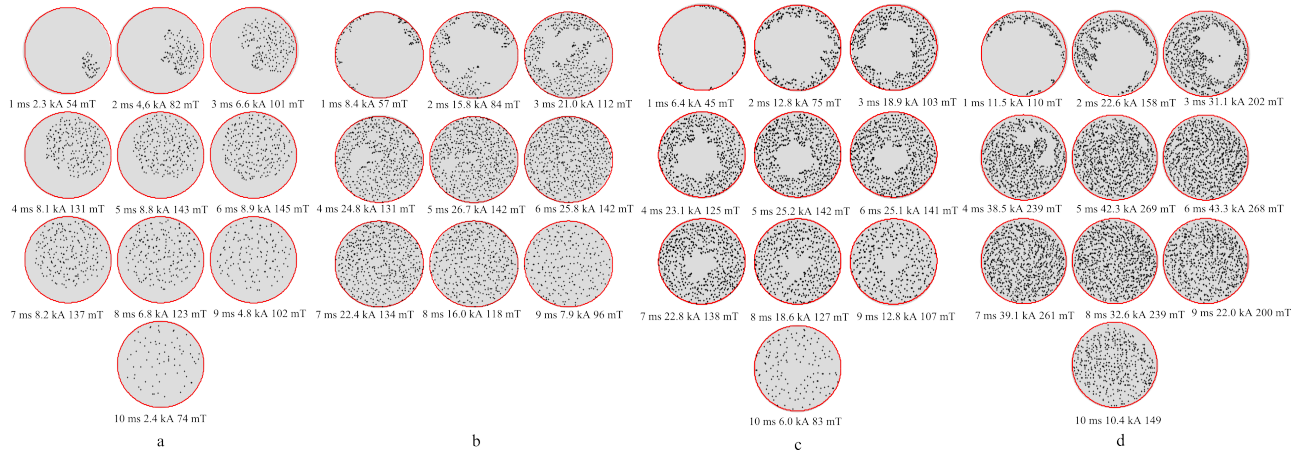 1 ms 2.3 kA 54 mT
2 ms 4,6 kA 82 mT
3 ms 6.6 kA 101 mT
4 ms 8.1 kA 131 mT
5 ms 8.8 kA 143 mT
6 ms 8.9 kA 145 mT
7 ms 8.2 kA 137 mT
8 ms 6.8 kA 123 mT
9 ms 4.8 kA 102 mT
10 ms 2.4 kA 74 mT
a
1 ms 8.4 kA 57 mT
2 ms 15.8 kA 84 mT
3 ms 21.0 kA 112 mT
4 ms 24.8 kA 131 mT
5 ms 26.7 kA 142 mT
6 ms 25.8 kA 142 mT
7 ms 22.4 kA 134 mT
8 ms 16.0 kA 118 mT
9 ms 7.9 kA 96 mT
b
1 ms 6.4 kA 45 mT
2 ms 12.8 kA 75 mT
3 ms 18.9 kA 103 mT
4 ms 23.1 kA 125 mT
5 ms 25.2 kA 142 mT
6 ms 25.1 kA 141 mT
7 ms 22.8 kA 138 mT
8 ms 18.6 kA 127 mT
9 ms 12.8 kA 107 mT
10 ms 6.0 kA 83 mT
c
1 ms 11.5 kA 110 mT
2 ms 22.6 kA 158 mT
3 ms 31.1 kA 202 mT
4 ms 38.5 kA 239 mT
5 ms 42.3 kA 269 mT
6 ms 43.3 kA 268 mT
7 ms 39.1 kA 261 mT
8 ms 32.6 kA 239 mT
9 ms 22.0 kA 200 mT
10 ms 10.4 kA 149
d